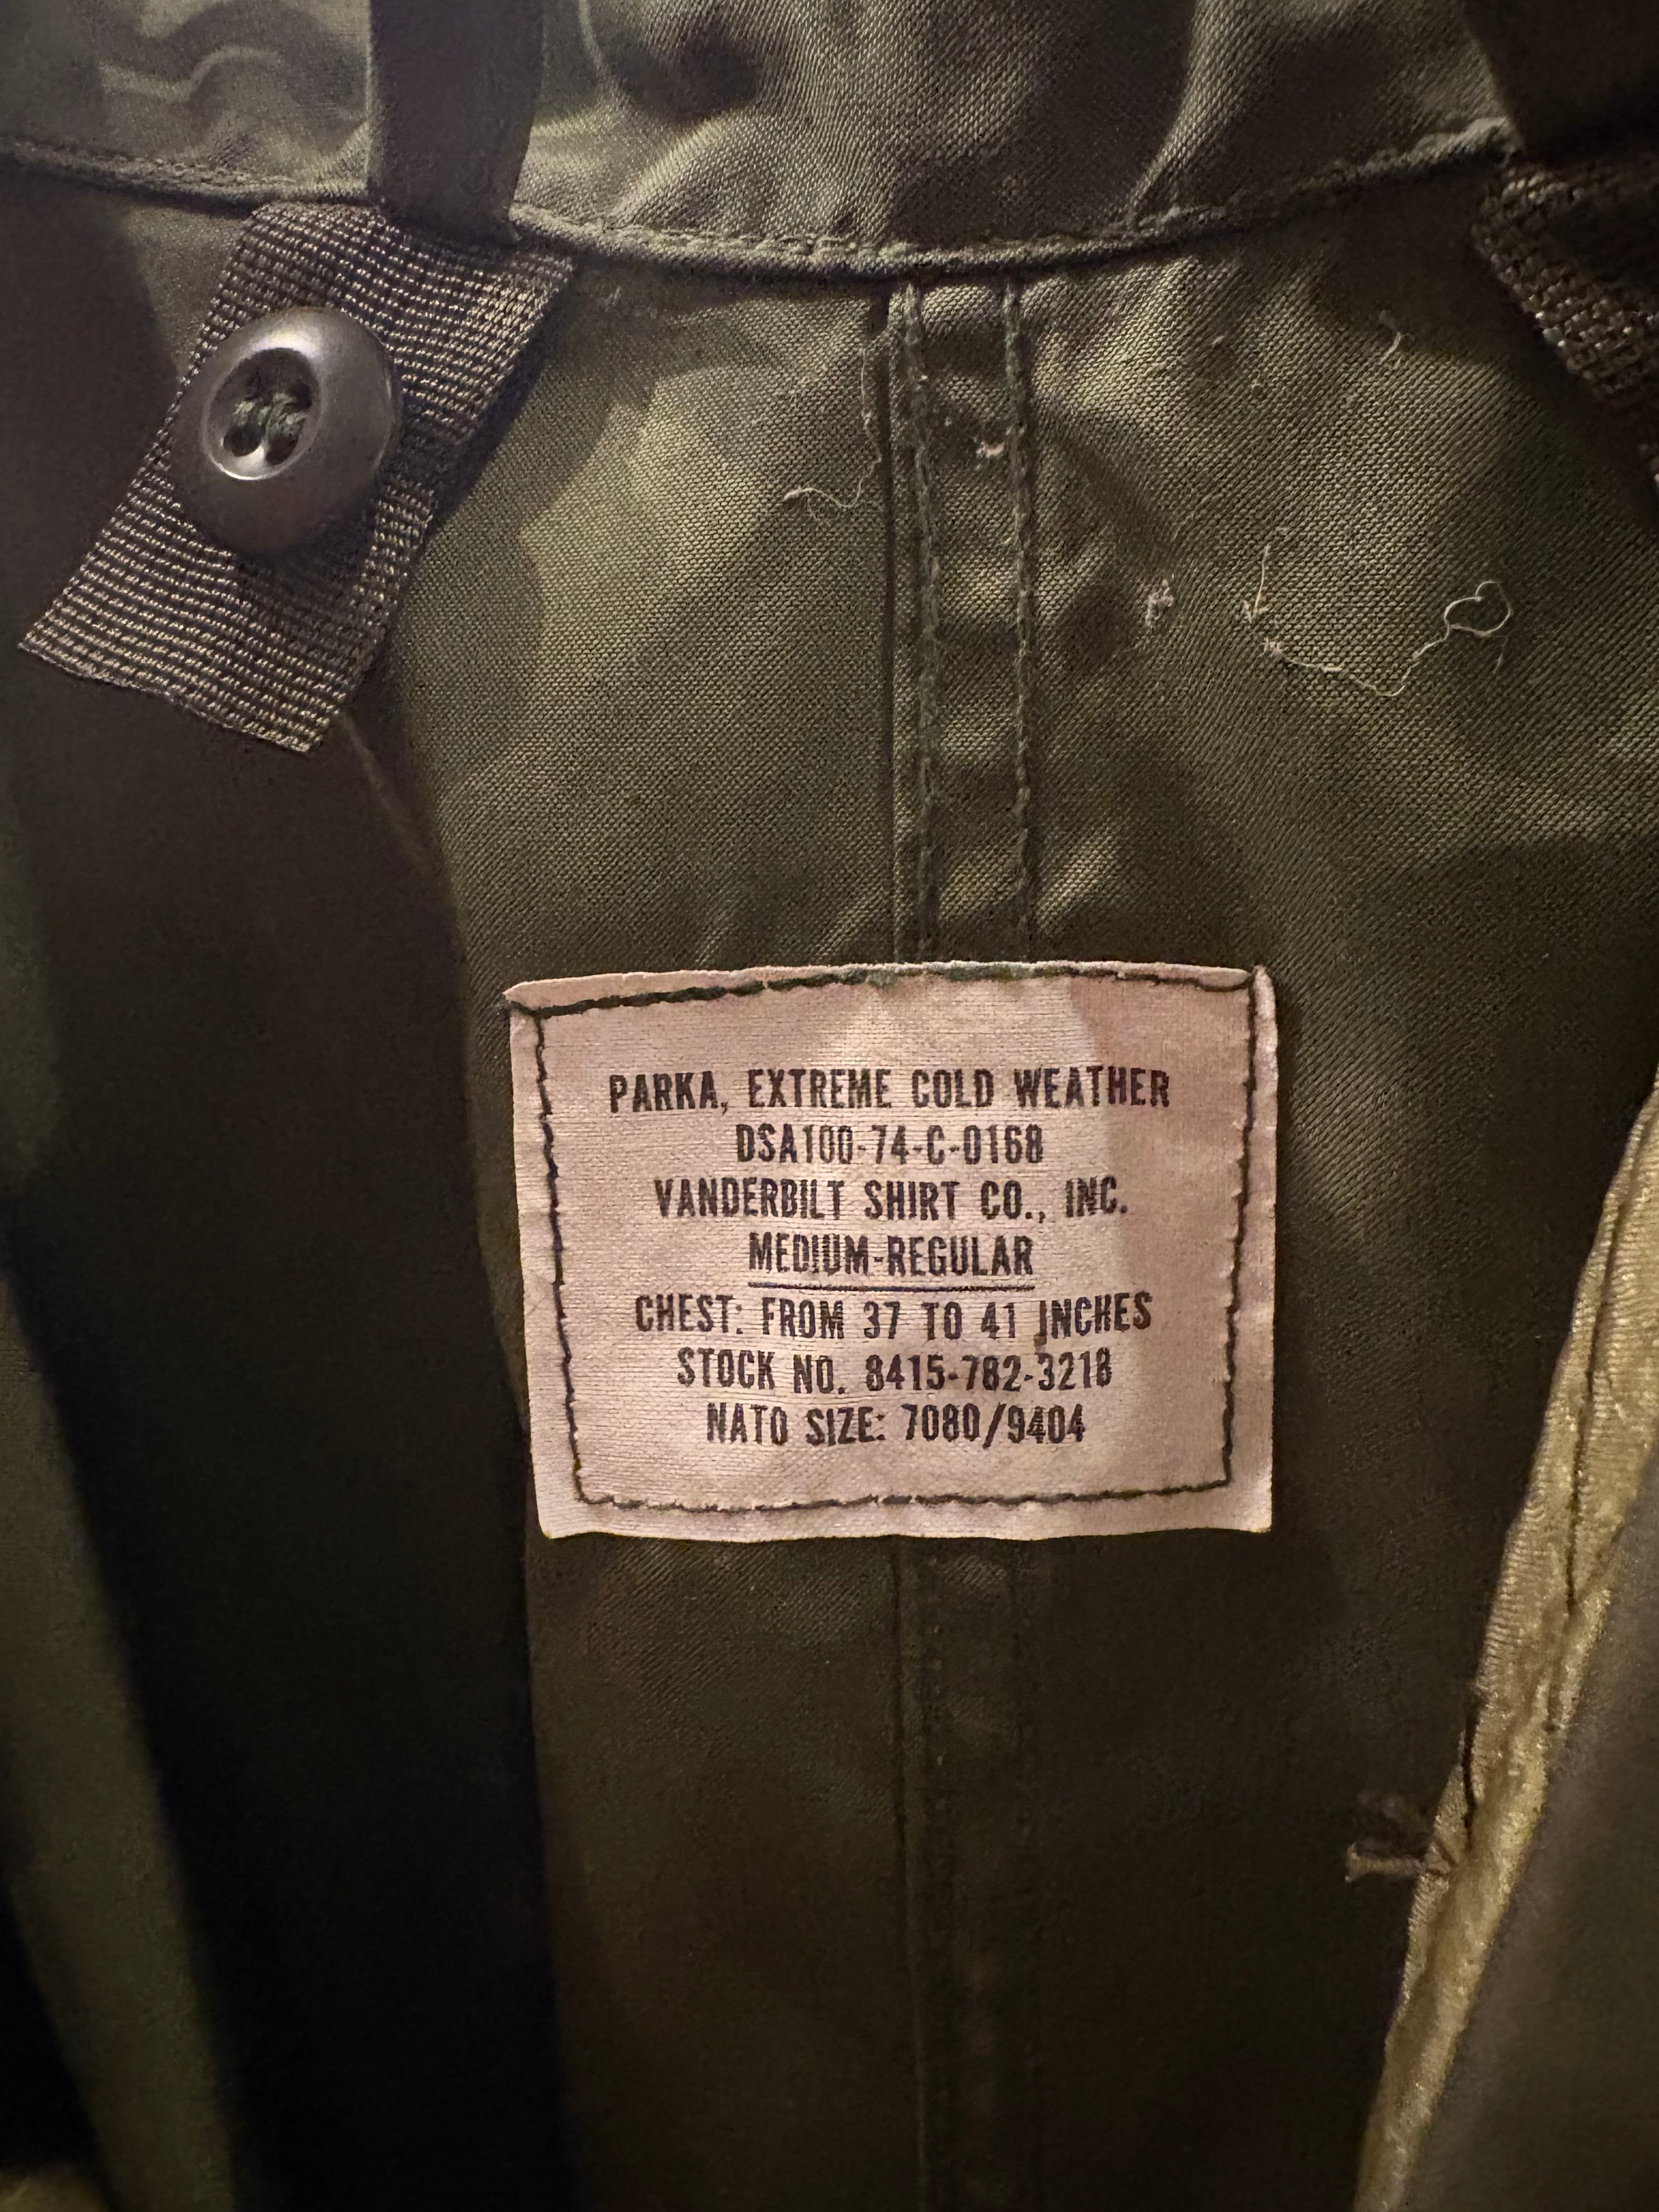 PARKA, EXTREME COLD WEATHER
DSA100-74-C-0168
VANDERBILT SHIRT CO., INC.
MEDIUM-REGULAR
CHEST: FROM 37 TO 41 INCHES
STOCK NO. 8415-782-3218
NATO SIZE: 7080/9404